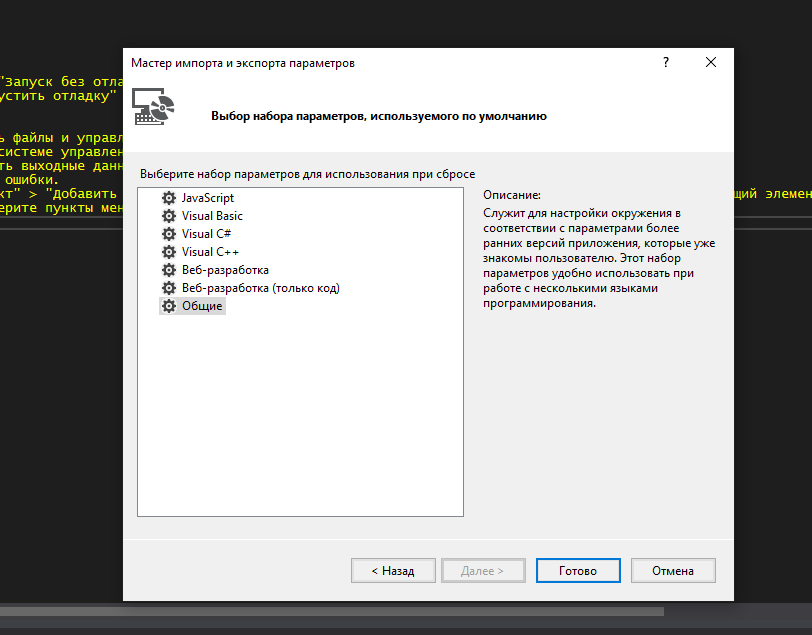 Мастер импорта и экспорта параметров
?
"Запуск без отла
устить отладку"
Выбор набора параметров, используемого по умолчанию
ь файлы и управл
системе управлен
ть выходные данн
ошибки.
кт" > "Добавить
щий элемен
ерите пункты мен
Выберите набор параметров для использования при сбросе
JavaScript
Visual Basic
Visual C#
Visual C++
Веб-разработка
Веб-разработка (только код)
Общие
Описание:
Служит для настройки окружения в
соответствии с параметрами более
ранних версий приложения, которые уже
знакомы пользователю. Этот набор
параметров удобно использовать при
работе с несколькими языками
программирования.
< Назад
Далее >
Готово
Отмена